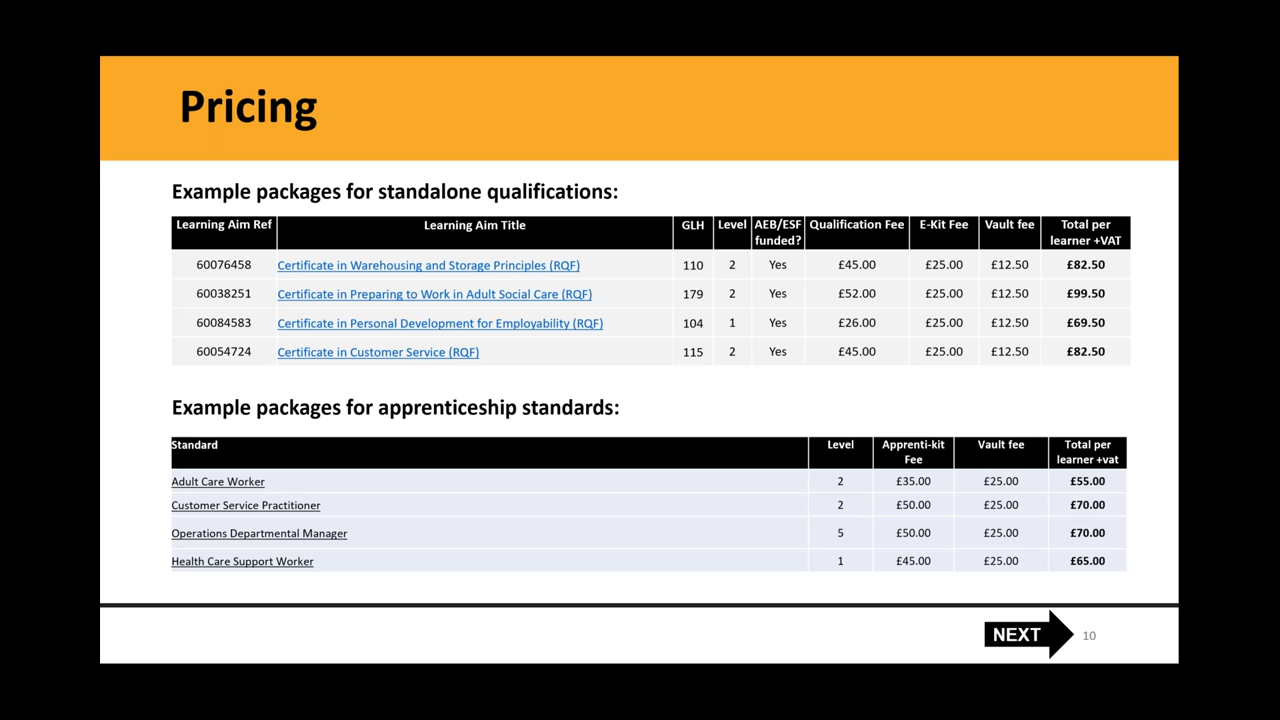 Pricing
Example packages for standalone qualifications:
Learning Aim Ref Learning Aim Title GLH Level AEB/ESF funded? Qualification Fee E-Kit Fee Vault fee Total per learner +VAT
60076458 Certificate in Warehousing and Storage Principles (RQF) 110 2 Yes £45.00 £25.00 £12.50 £82.50
60038251 Certificate in Preparing to Work in Adult Social Care (RQF) 179 2 Yes £52.00 £25.00 £12.50 £99.50
60084583 Certificate in Personal Development for Employability (RQF) 104 1 Yes £26.00 £25.00 £12.50 £69.50
60054724 Certificate in Customer Service (RQF) 115 2 Yes £45.00 £25.00 £12.50 £82.50
Example packages for apprenticeship standards:
Standard Level Apprenti-kit Fee Vault fee Total per learner +vat
Adult Care Worker 2 £35.00 £25.00 £55.00
Customer Service Practitioner 2 £50.00 £25.00 £70.00
Operations Departmental Manager 5 £50.00 £25.00 £70.00
Health Care Support Worker 1 £45.00 £25.00 £65.00
NEXT 10